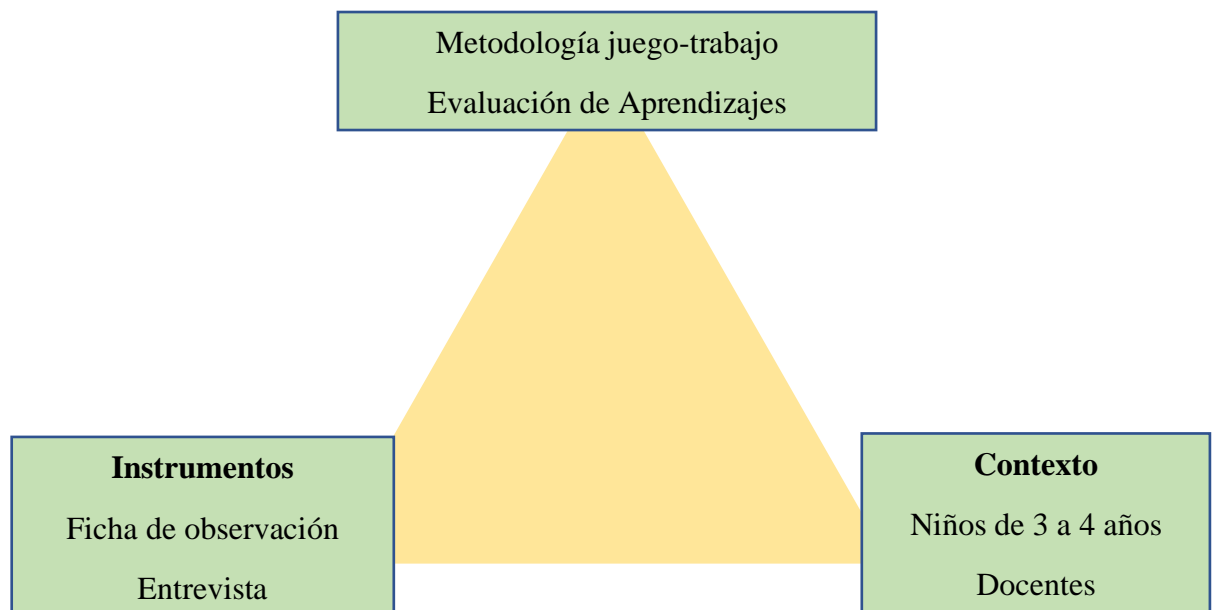 Metodología juego-trabajo
Evaluación de Aprendizajes
Instrumentos
Ficha de observación
Entrevista
Contexto
Niños de 3 a 4 años
Docentes